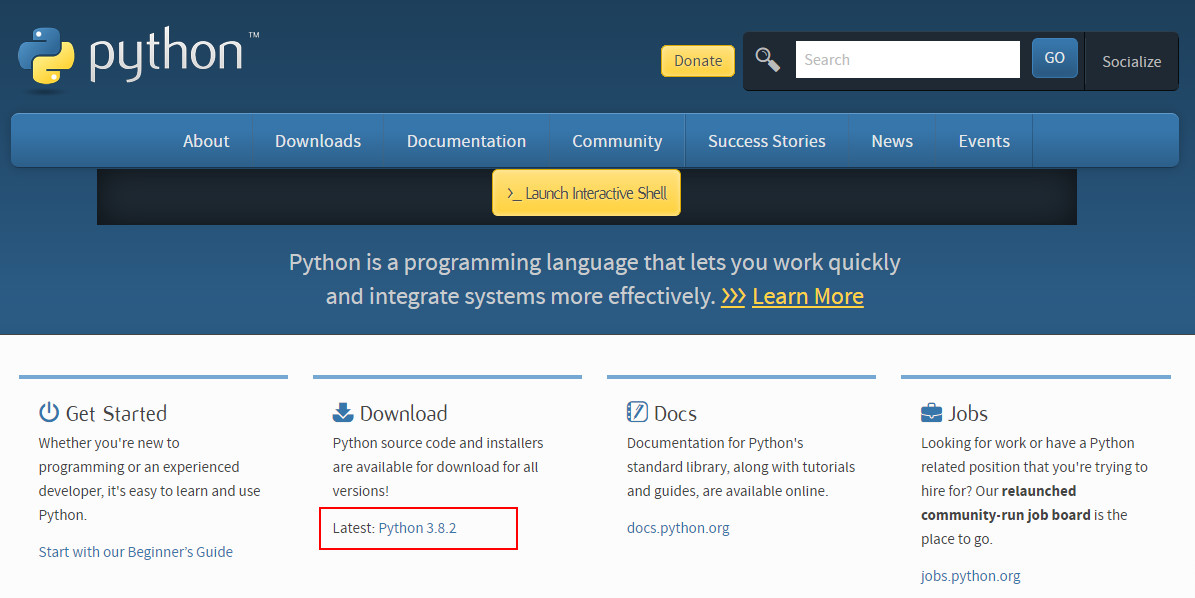 python™
Donate
Search
GO
Socialize
About Downloads Documentation Community Success Stories News Events
>_ Launch Interactive Shell
Python is a programming language that lets you work quickly
and integrate systems more effectively. >>> Learn More
Get Started
Whether you're new to
programming or an experienced
developer, it's easy to learn and use
Python.
Start with our Beginner’s Guide
Download
Python source code and installers
are available for download for all
versions!
Latest: Python 3.8.2
Docs
Documentation for Python's
standard library, along with tutorials
and guides, are available online.
docs.python.org
Jobs
Looking for work or have a Python
related position that you're trying to
hire for? Our relaunched
community-run job board is the
place to go.
jobs.python.org